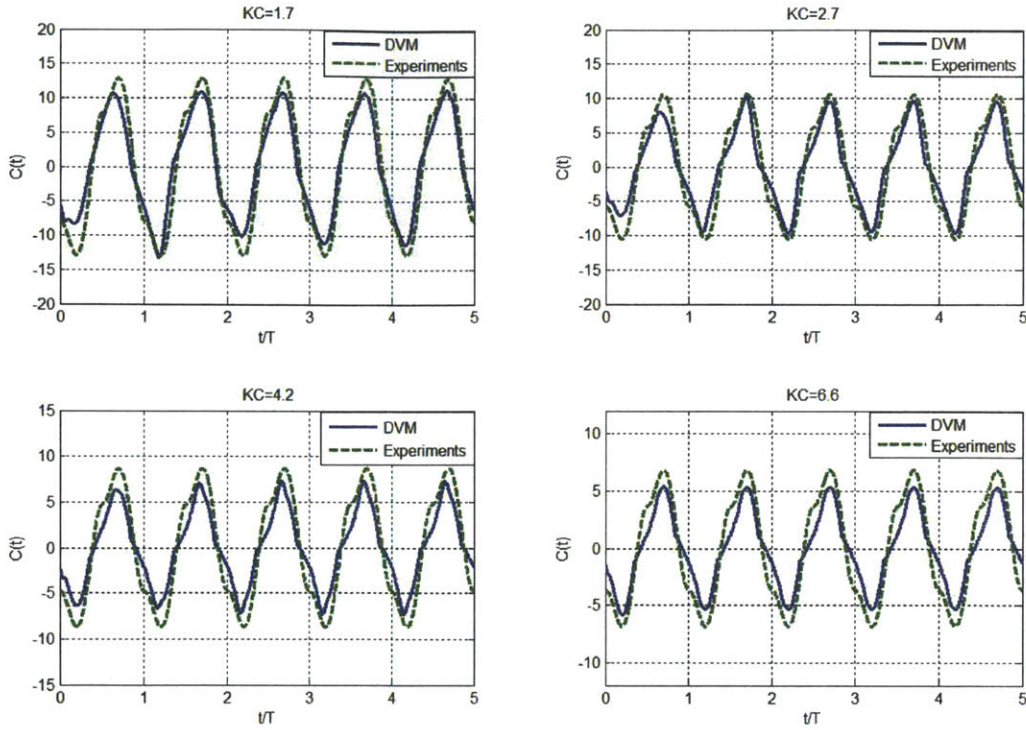 KC=1.7
20
15
10
5
0
-5
-10
-15
-20
C(t)
0 1 2 3 4 5
t/T
DVM
Experiments
KC=2.7
20
15
10
5
0
-5
-10
-15
-20
C(t)
0 1 2 3 4 5
t/T
DVM
Experiments
KC=4.2
15
10
5
0
-5
-10
-15
C(t)
0 1 2 3 4 5
t/T
DVM
Experiments
KC=6.6
10
5
0
-5
-10
C(t)
0 1 2 3 4 5
t/T
DVM
Experiments